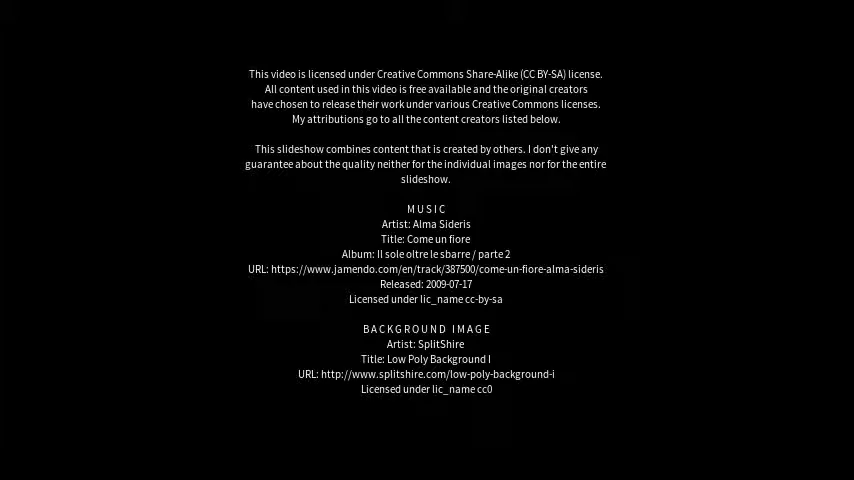 This video is licensed under Creative Commons Share-Alike (CC BY-SA) license.
All content used in this video is free available and the original creators
have chosen to release their work under various Creative Commons licenses.
My attributions go to all the content creators listed below.
This slideshow combines content that is created by others. I don't give any
guarantee about the quality neither for the individual images nor for the entire
slideshow.
MUSIC
Artist: Alma Sideris
Title: Come un fiore
Album: Il sole oltre le sbarre / parte 2
URL: https://www.jamendo.com/en/track/387500/come-un-fiore-alma-sideris
Released: 2009-07-17
Licensed under lic_name cc-by-sa
BACKGROUND IMAGE
Artist: SplitShire
Title: Low Poly Background I
URL: http://www.splitshire.com/low-poly-background-i
Licensed under lic_name cc0